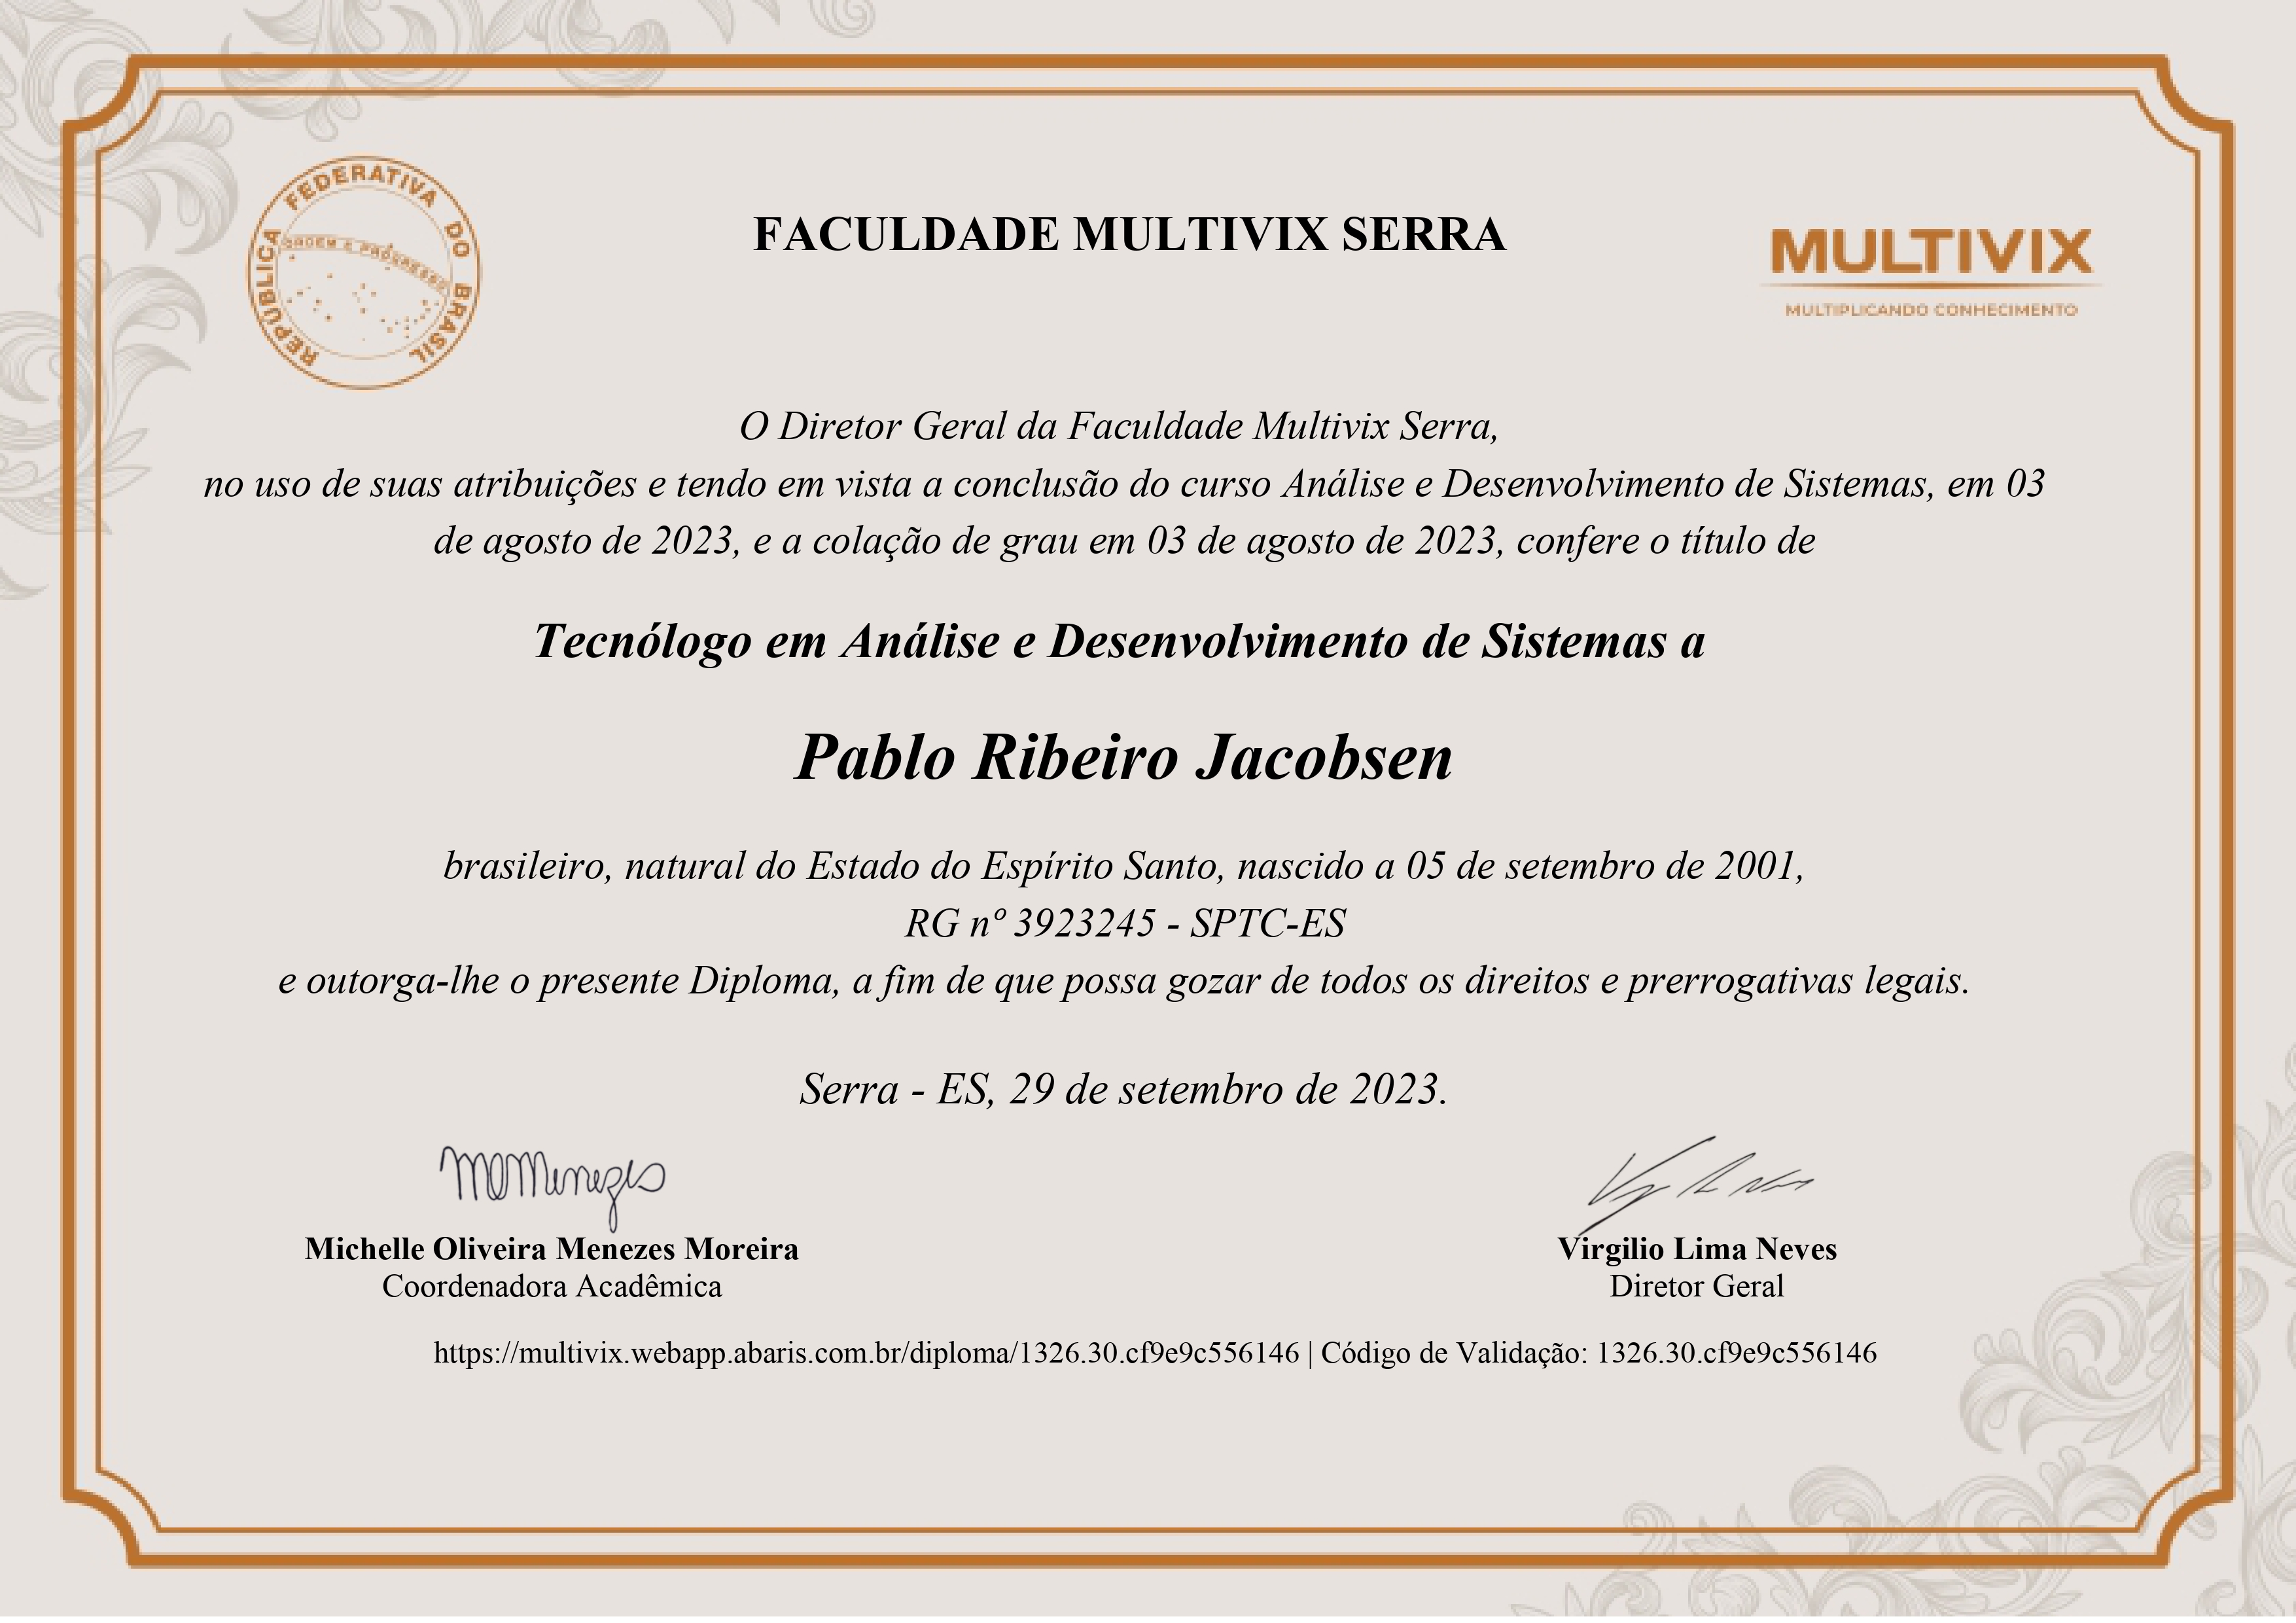 REPÚBLICA FEDERATIVA DO BRASIL
ORDEM E PROGRESSO
FACULDADE MULTIVIX SERRA
MULTIVIX
MULTIPLICANDO CONHECIMENTO
O Diretor Geral da Faculdade Multivix Serra,
no uso de suas atribuições e tendo em vista a conclusão do curso Análise e Desenvolvimento de Sistemas, em 03
de agosto de 2023, e a colação de grau em 03 de agosto de 2023, confere o título de
Tecnólogo em Análise e Desenvolvimento de Sistemas a
Pablo Ribeiro Jacobsen
brasileiro, natural do Estado do Espírito Santo, nascido a 05 de setembro de 2001,
RG nº 3923245 - SPTC-ES
e outorga-lhe o presente Diploma, a fim de que possa gozar de todos os direitos e prerrogativas legais.
Serra - ES, 29 de setembro de 2023.
Michelle Oliveira Menezes Moreira
Coordenadora Acadêmica
Virgilio Lima Neves
Diretor Geral
https://multivix.webapp.abaris.com.br/diploma/1326.30.cf9e9c556146 | Código de Validação: 1326.30.cf9e9c556146